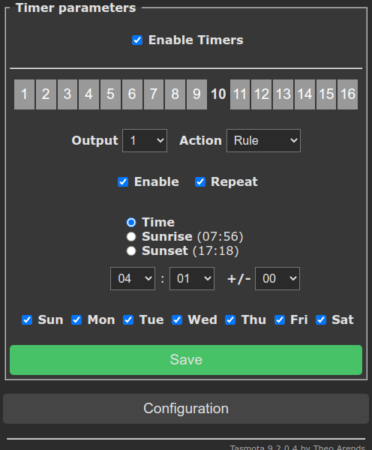 Timer parameters
Enable Timers
1 2 3 4 5 6 7 8 9 10 11 12 13 14 15 16
Output 1 Action Rule
Enable Repeat
Time
Sunrise (07:56)
Sunset (17:18)
04 : 01 +/- 00
Sun Mon Tue Wed Thu Fri Sat
Save
Configuration
Tasmota 9.2.0.4 by Theo Arends